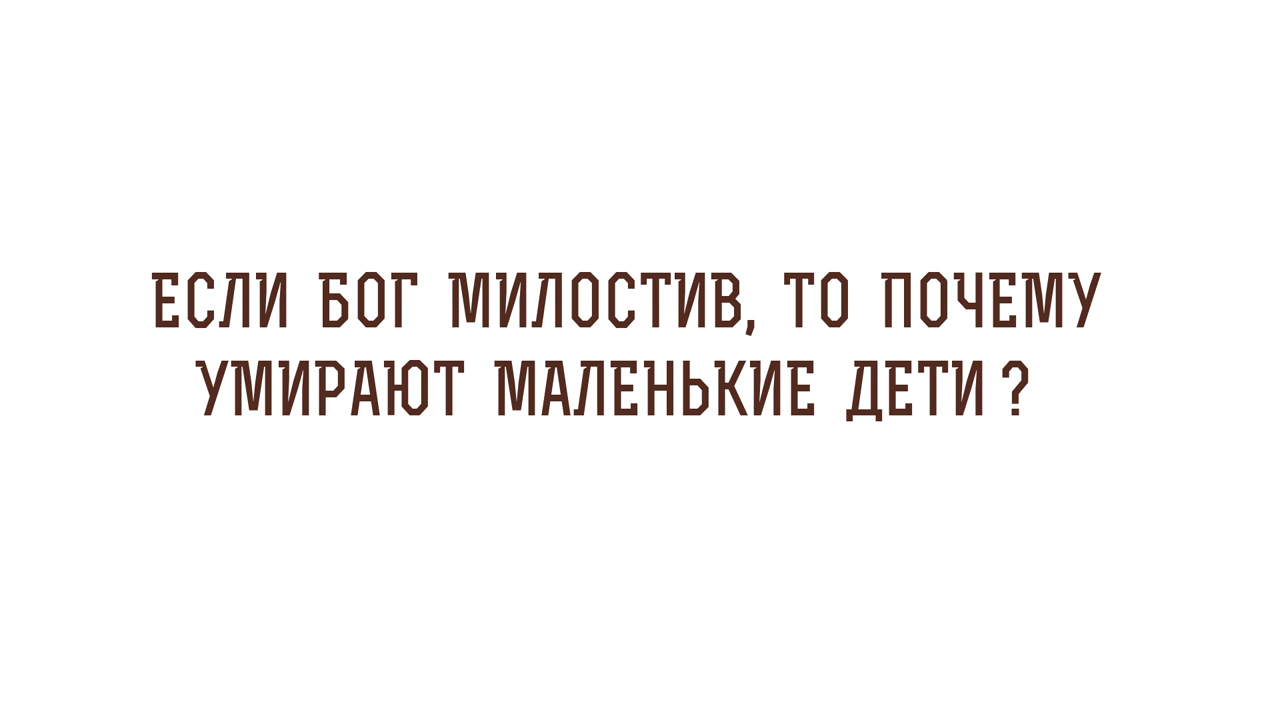 ЕСЛИ БОГ МИЛОСТИВ, ТО ПОЧЕМУ
УМИРАЮТ МАЛЕНЬКИЕ ДЕТИ ?